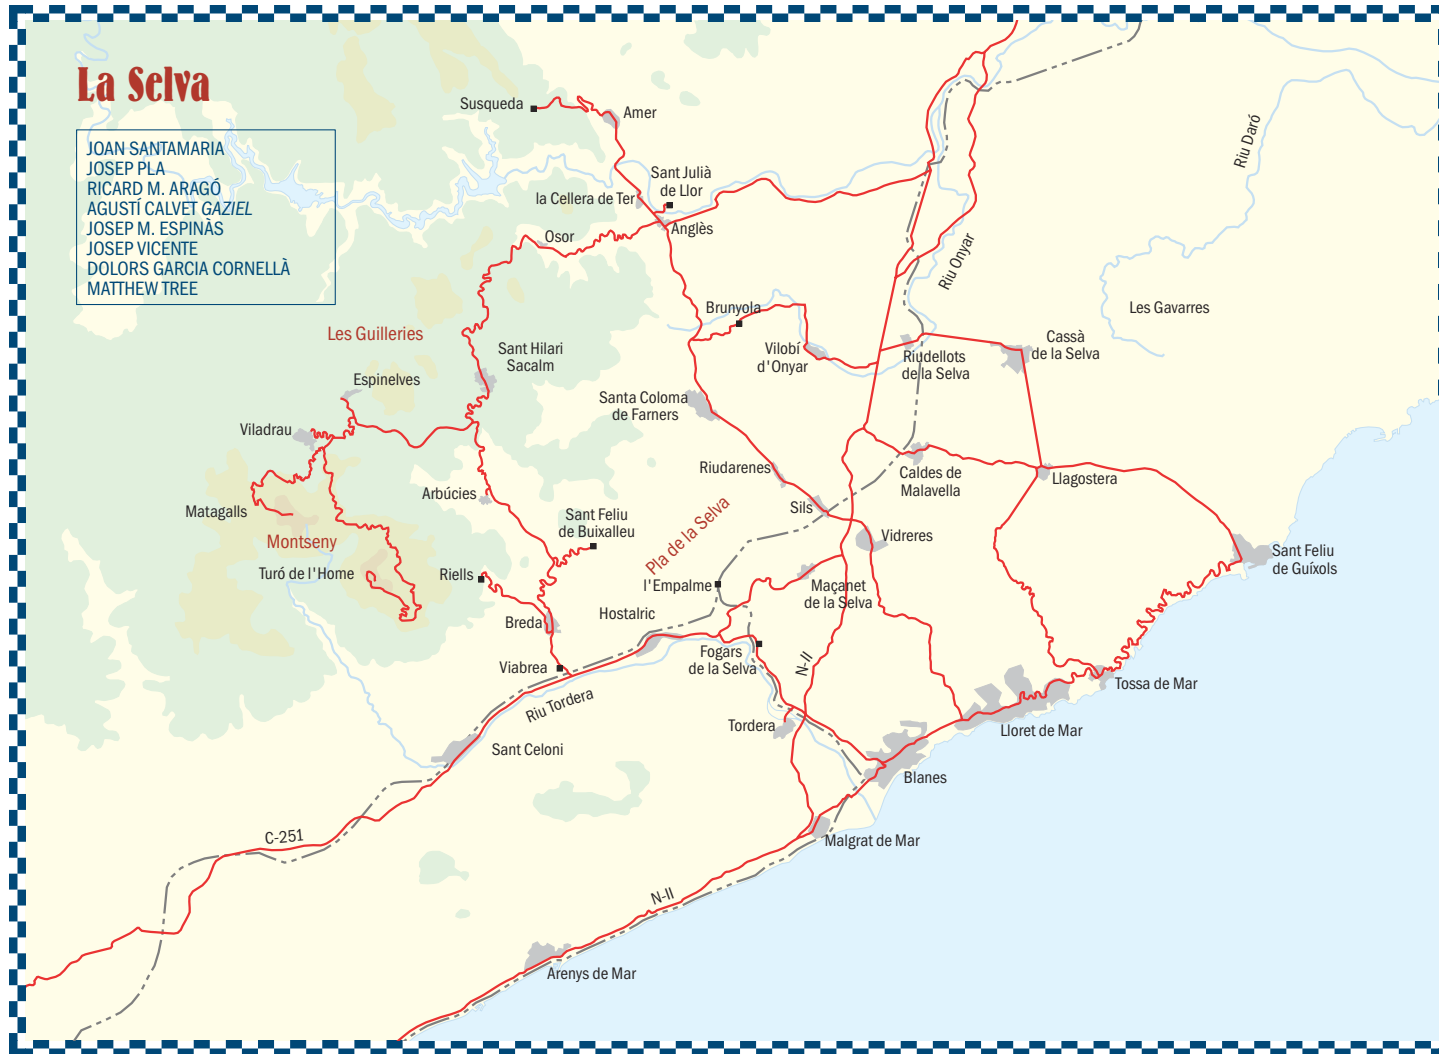 La Selva
JOAN SANTAMARIA
JOSEP PLA
RICARD M. ARAGÓ
AGUSTÍ CALVET GAZIEL
JOSEP M. ESPINÀS
JOSEP VICENTE
DOLORS GARCIA CORNELLÀ
MATTHEW TREE
Susqueda
Amer
Riu Daró
Sant Julià
de Llor
la Cellera de Ter
Anglès
Osor
Riu Onyar
Les Gavarres
Brunyola
Les Guilleries
Sant Hilari
Sacalm
Vilobí
d'Onyar
Riudellots
de la Selva
Cassà
de la Selva
Espinelves
Santa Coloma
de Farners
Viladrau
Riudarenes
Caldes de
Malavella
Llagostera
Arbúcies
Matagalls
Sils
Sant Feliu
de Buixalleu
Pla de la Selva
Vidreres
Montseny
Sant Feliu
de Guíxols
Turó de l'Home
Riells
l'Empalme
Maçanet
de la Selva
Hostalric
Breda
Fogars
de la Selva
Viabrea
N-II
Tossa de Mar
Riu Tordera
Tordera
Lloret de Mar
Sant Celoni
Blanes
C-251
Malgrat de Mar
N-II
Arenys de Mar